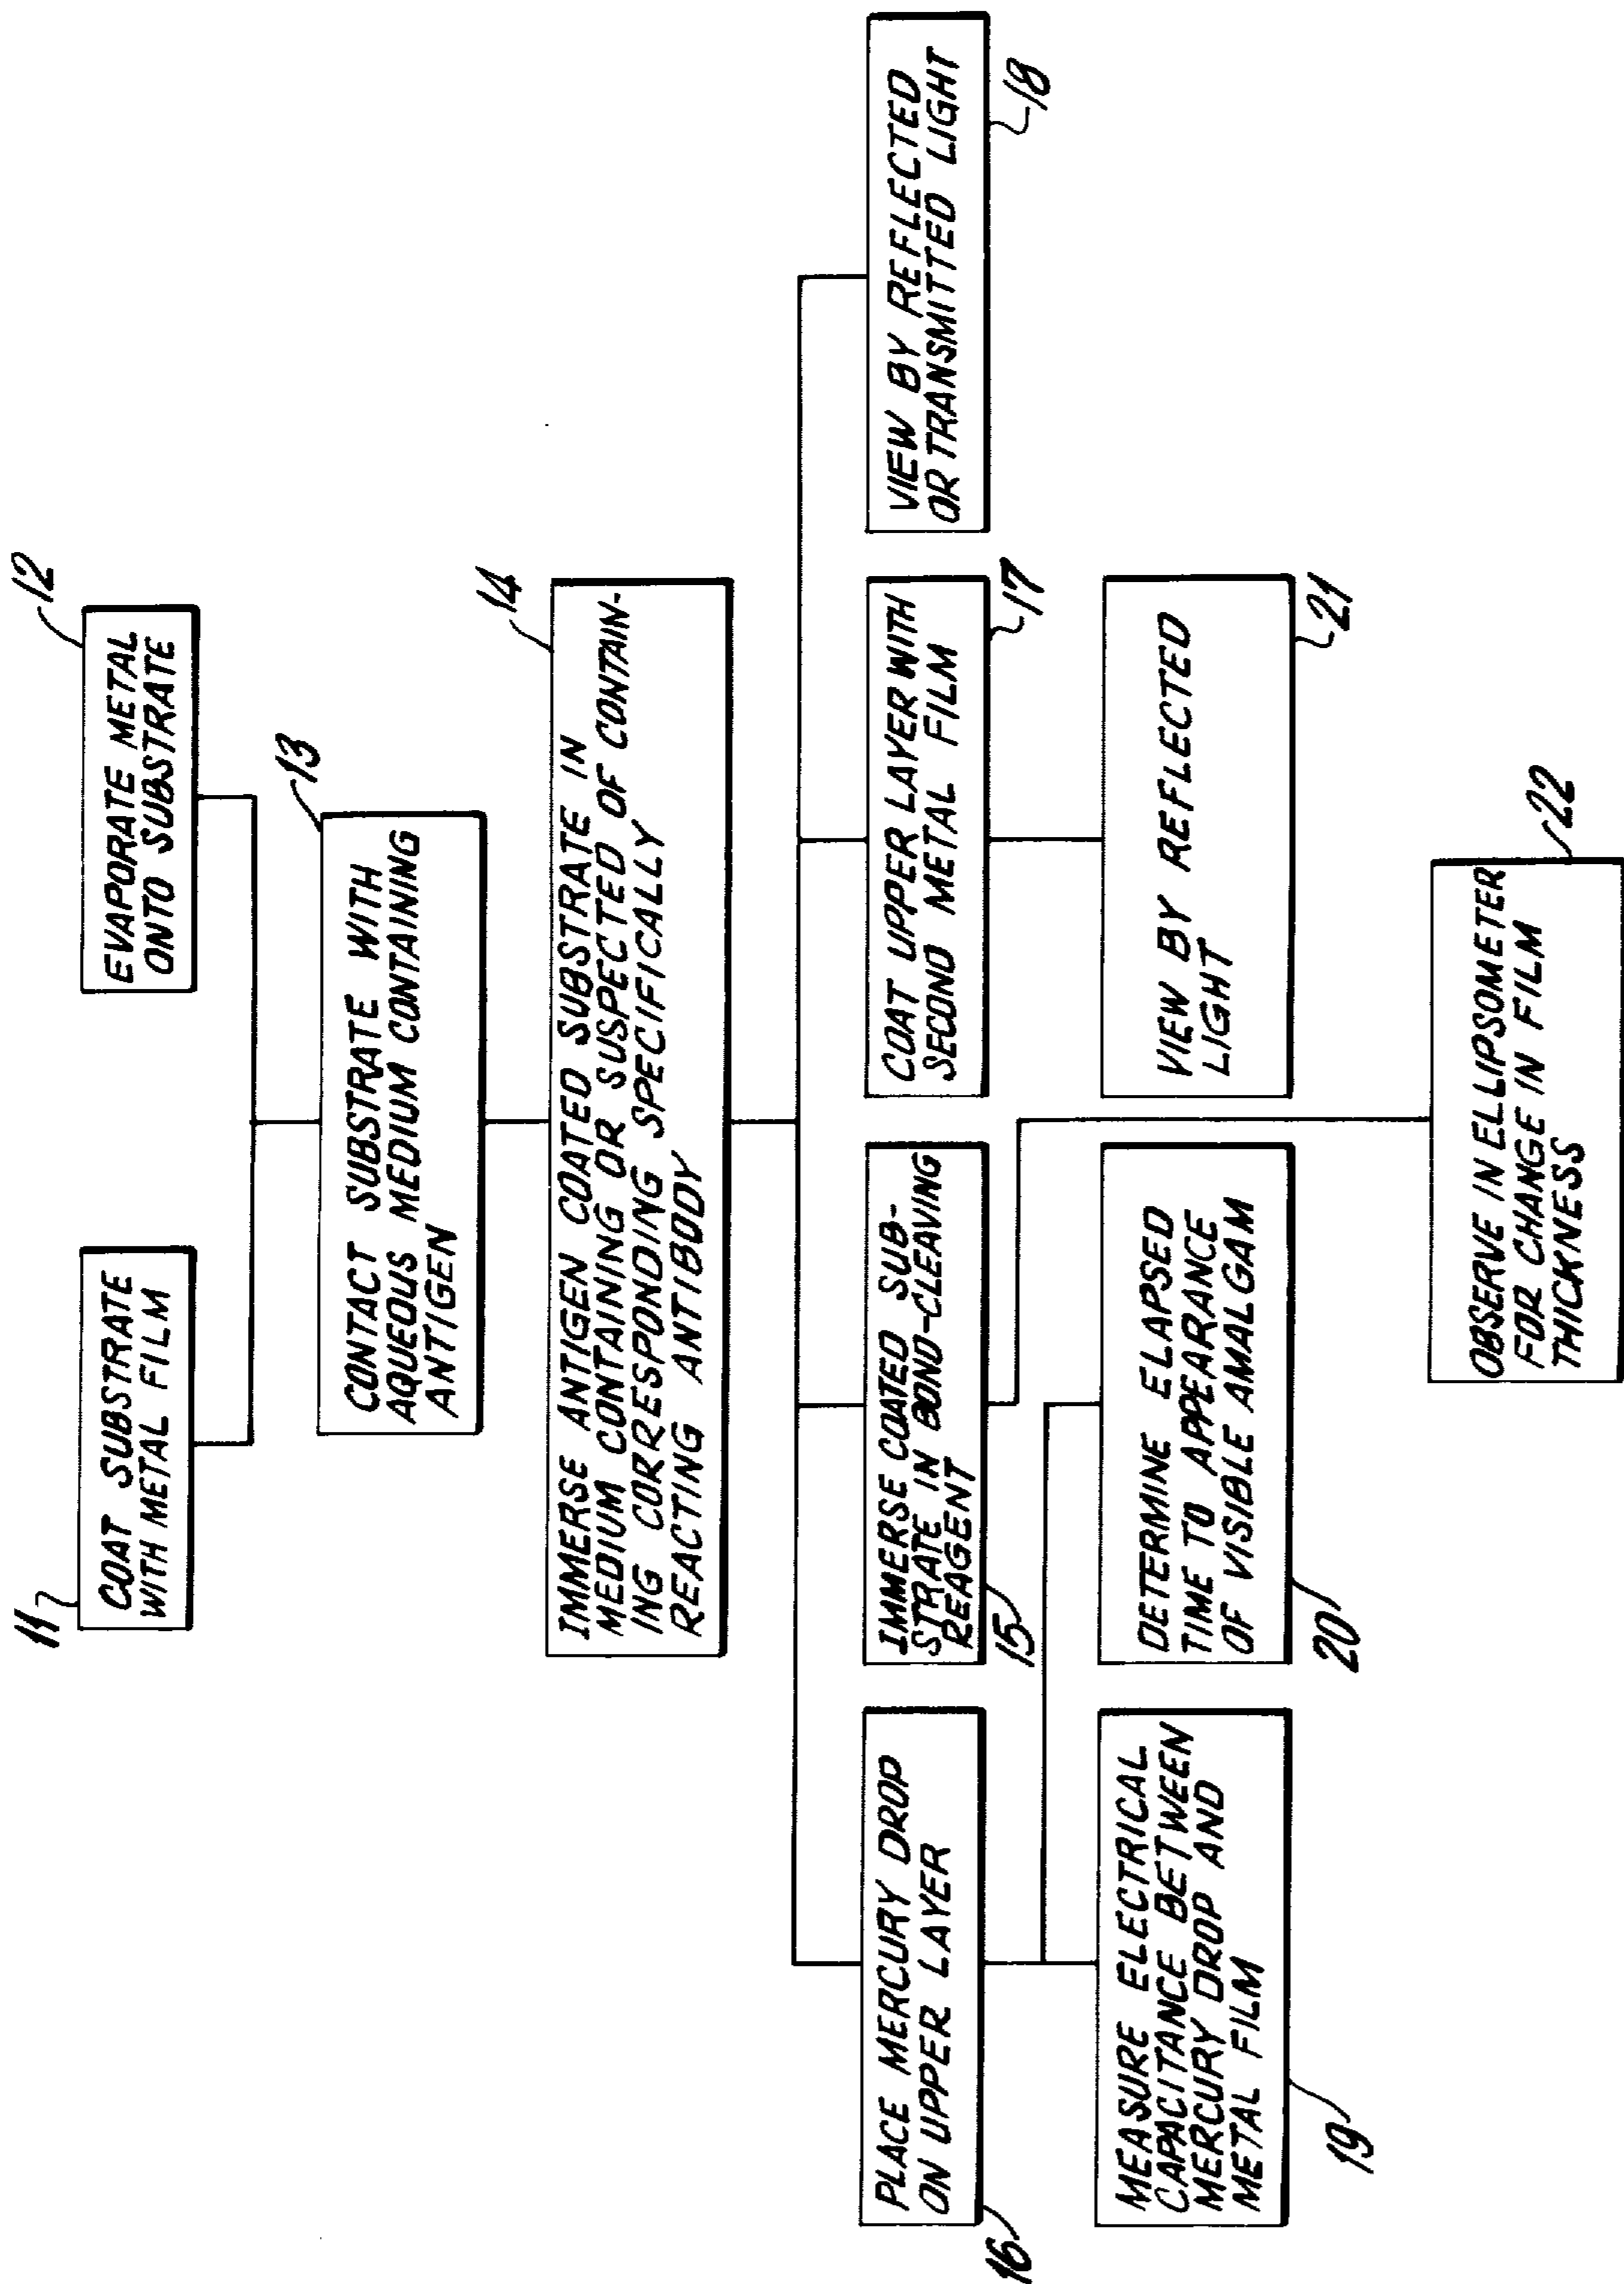 11
COAT SUBSTRATE
WITH METAL FILM
12
EVAPORATE METAL
ONTO SUBSTRATE
13
CONTACT SUBSTRATE WITH
AQUEOUS MEDIUM CONTAINING
ANTIGEN
14
IMMERSE ANTIGEN COATED SUBSTRATE IN
MEDIUM CONTAINING OR SUSPECTED OF CONTAIN-
ING CORRESPONDING SPECIFICALLY
REACTING ANTIBODY
PLACE MERCURY DROP
ON UPPER LAYER
16
IMMERSE COATED SUB-
STRATE IN BOND-CLEAVING
REAGENT
15
COAT UPPER LAYER WITH
SECOND METAL FILM
17
VIEW BY REFLECTED
OR TRANSMITTED LIGHT
18
MEASURE ELECTRICAL
CAPACITANCE BETWEEN
MERCURY DROP AND
METAL FILM
19
DETERMINE ELAPSED
TIME TO APPEARANCE
OF VISIBLE AMALGAM
20
VIEW BY REFLECTED
LIGHT
21
OBSERVE IN ELLIPSOMETER
FOR CHANGE IN FILM
THICKNESS
22